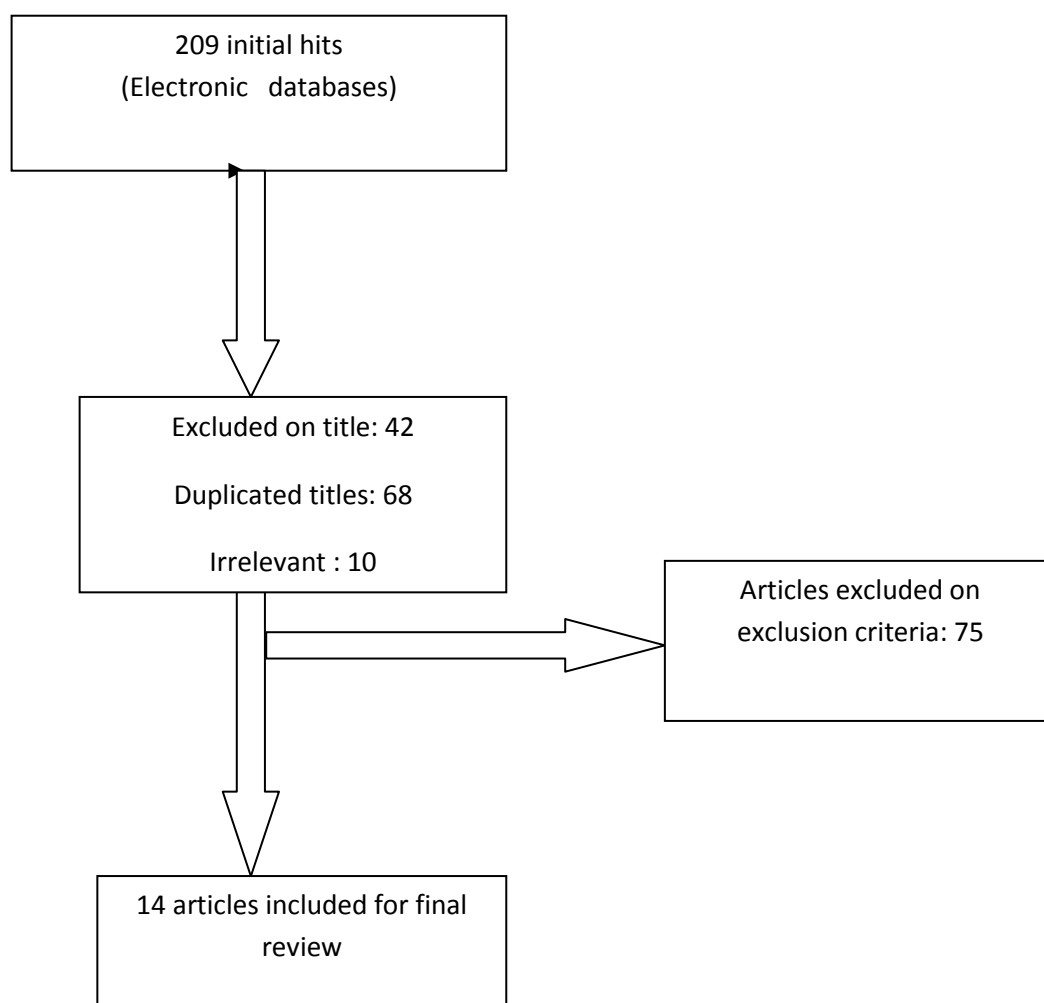 209 initial hits
(Electronic databases)
Excluded on title: 42
Duplicated titles: 68
Irrelevant : 10
Articles excluded on
exclusion criteria: 75
14 articles included for final
review